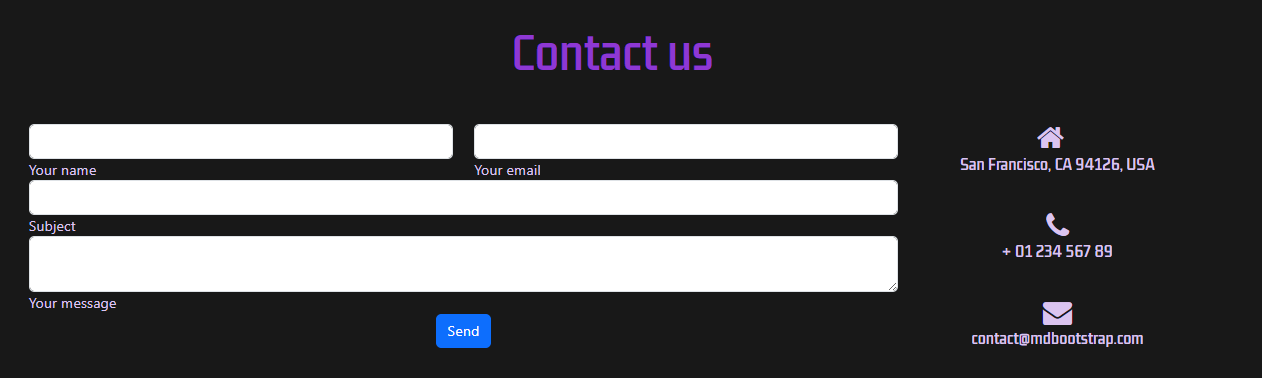 Contact us
Your name
Your email
Subject
Your message
Send
San Francisco, CA 94126, USA
+ 01 234 567 89
contact@mdbootstrap.com